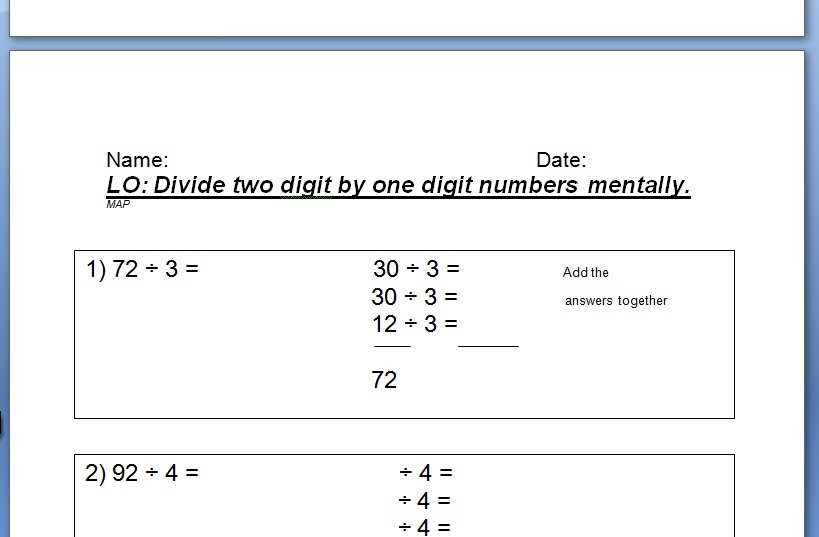 Name: Date:
LO: Divide two digit by one digit numbers mentally.
MAP
1) 72 ÷ 3 = 30 ÷ 3 = Add the
30 ÷ 3 = answers together
12 ÷ 3 =
72
2) 92 ÷ 4 = ÷ 4 =
÷ 4 =
÷ 4 =